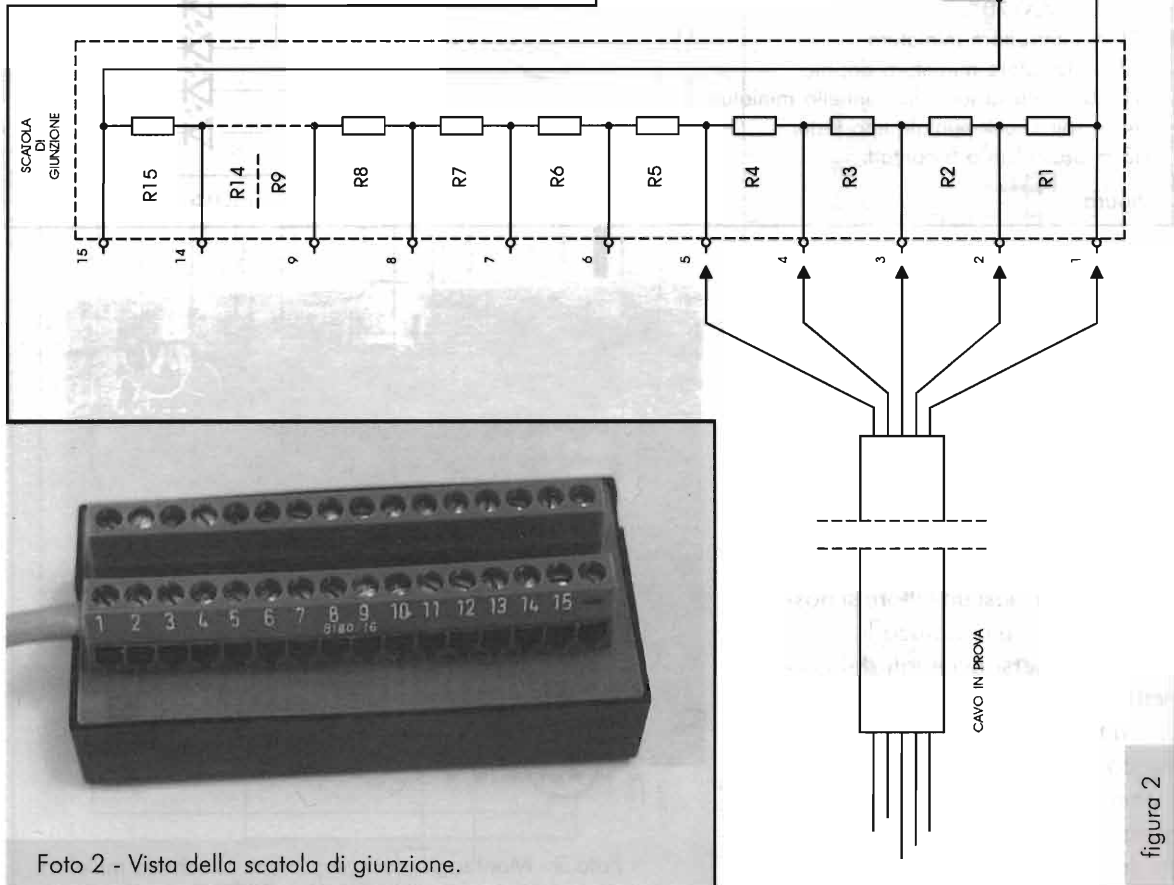 SCATOLA
DI
GIUNZIONE
R15
R14
R9
R8
R7
R6
R5
R4
R3
R2
R1
15
14
9
8
7
6
5
4
3
2
1
1 2 3 4 5 6 7 8 9 10 11 12 13 14 15
8180 16
CAVO IN PROVA
figura 2
Foto 2 - Vista della scatola di giunzione.